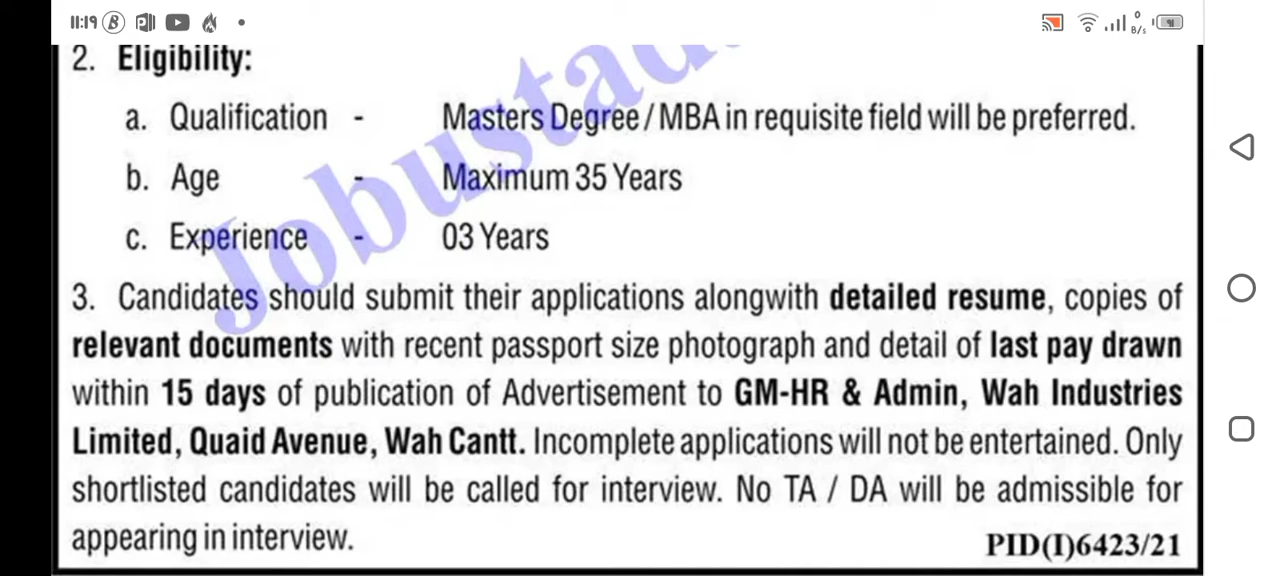 11:19
0
B/s
91
2. Eligibility:
a. Qualification - Masters Degree / MBA in requisite field will be preferred.
b. Age - Maximum 35 Years
c. Experience - 03 Years
3. Candidates should submit their applications alongwith detailed resume, copies of
relevant documents with recent passport size photograph and detail of last pay drawn
within 15 days of publication of Advertisement to GM-HR & Admin, Wah Industries
Limited, Quaid Avenue, Wah Cantt. Incomplete applications will not be entertained. Only
shortlisted candidates will be called for interview. No TA / DA will be admissible for
appearing in interview.
PID(I)6423/21